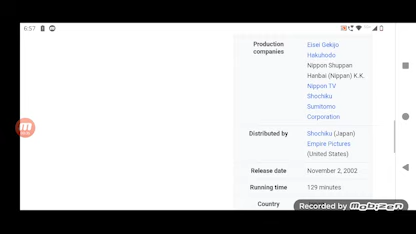 6:57
Production companies
Eisei Gekijo
Hakuhodo
Nippon Shuppan
Hanbai (Nippan) K.K.
Nippon TV
Shochiku
Sumitomo
Corporation
Distributed by
Shochiku (Japan)
Empire Pictures
(United States)
Release date
November 2, 2002
Running time
129 minutes
Country
Recorded by Mobizen